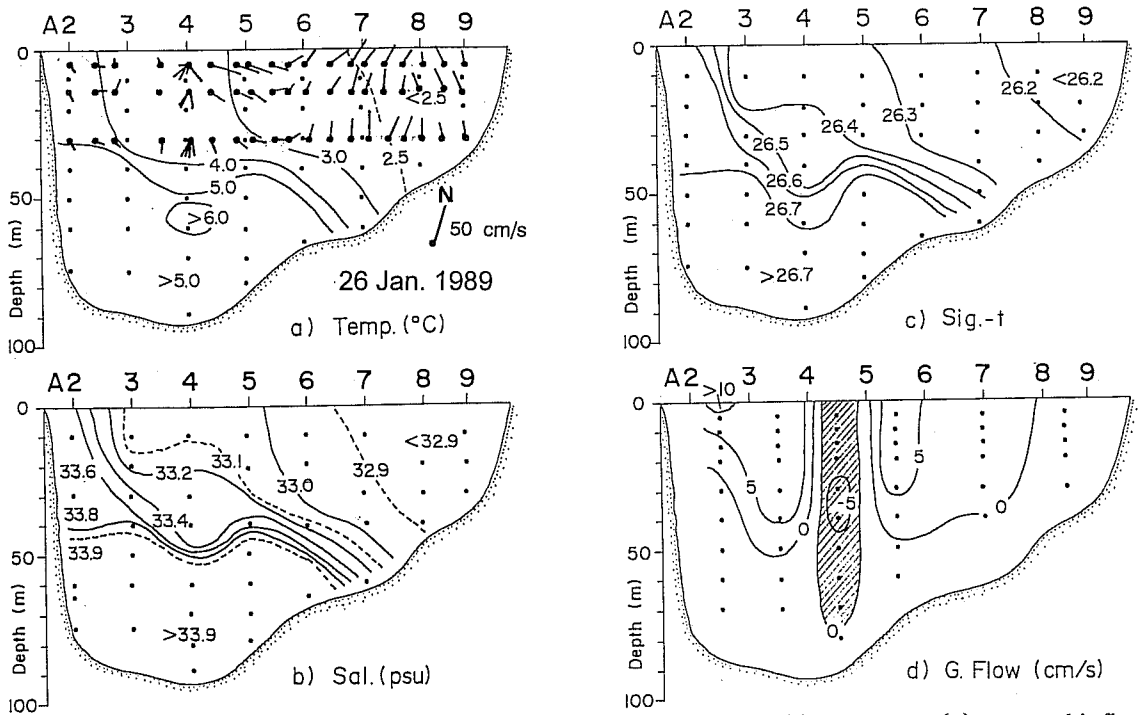 A2 3 4 5 6 7 8 9
0
50
100
Depth (m)
<2.5
4.0
3.0
2.5
5.0
>6.0
>5.0
N
50 cm/s
26 Jan. 1989
a) Temp. (°C)
A2 3 4 5 6 7 8 9
0
50
100
Depth (m)
33.6
33.8
33.9
33.4
33.2
33.1
33.0
32.9
<32.9
>33.9
b) Sal. (psu)
A2 3 4 5 6 7 8 9
0
50
100
Depth (m)
<26.2
26.2
26.3
26.4
26.5
26.6
26.7
>26.7
c) Sig.-t
A2 3 4 5 6 7 8 9
>10
0
50
100
Depth (m)
5
0
-5
0
5
0
d) G. Flow (cm/s)